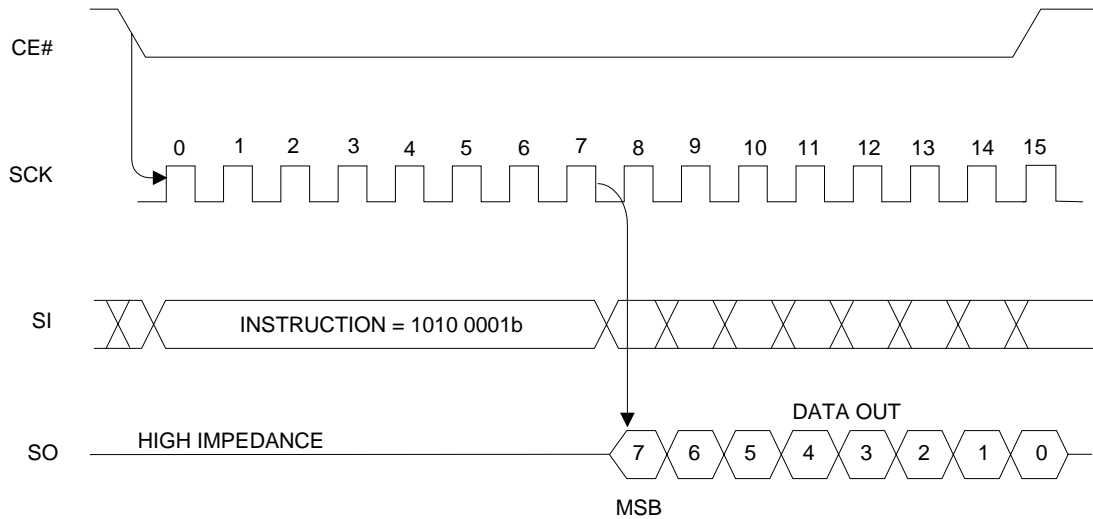 CE#
0 1 2 3 4 5 6 7 8 9 10 11 12 13 14 15
SCK
SI INSTRUCTION = 1010 0001b
DATA OUT
HIGH IMPEDANCE
SO 7 6 5 4 3 2 1 0
MSB